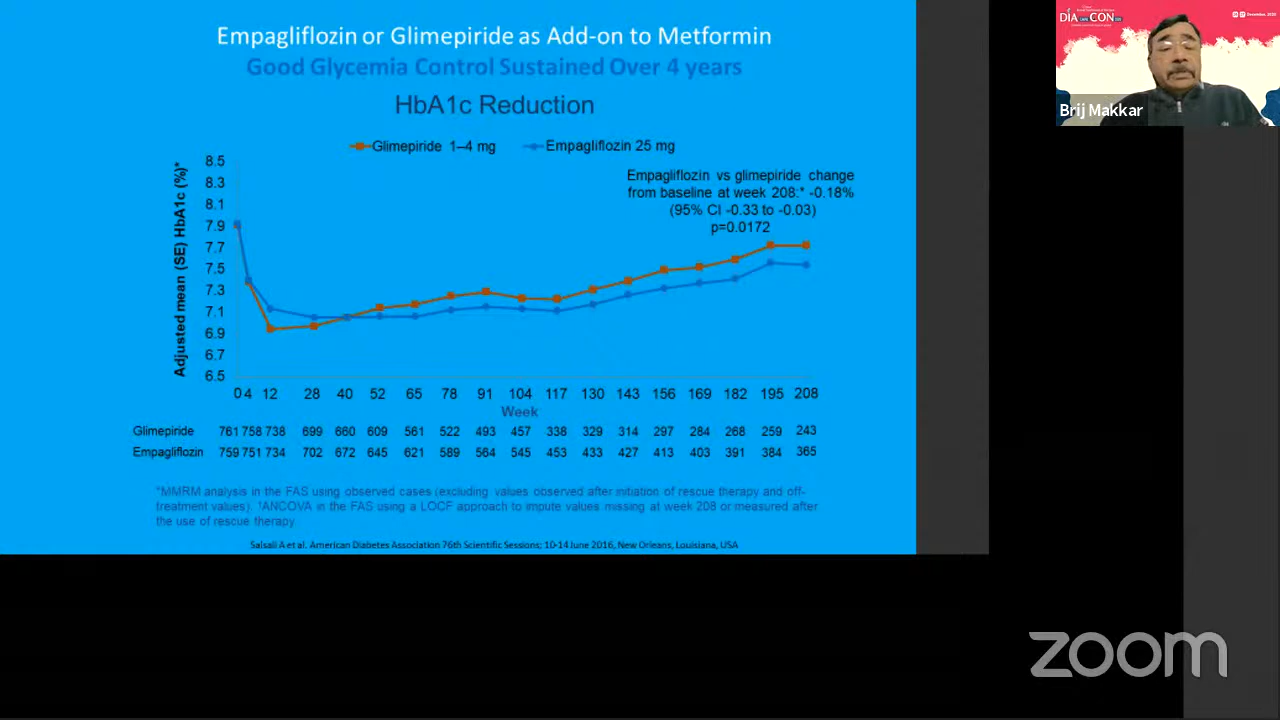 Empagliflozin or Glimepiride as Add-on to Metformin
Good Glycemia Control Sustained Over 4 years
HbA1c Reduction
Glimepiride 1–4 mg
Empagliflozin 25 mg
Empagliflozin vs glimepiride change
from baseline at week 208:* -0.18%
(95% CI -0.33 to -0.03)
p=0.0172
Adjusted mean (SE) HbA1c (%)*
8.5
8.3
8.1
7.9
7.7
7.5
7.3
7.1
6.9
6.7
6.5
0 4 12 28 40 52 65 78 91 104 117 130 143 156 169 182 195 208
Week
Glimepiride 761 758 738 699 660 609 561 522 493 457 338 329 314 297 284 268 259 243
Empagliflozin 759 751 734 702 672 645 621 589 564 545 453 433 427 413 403 391 384 365
*MMRM analysis in the FAS using observed cases (excluding values observed after initiation of rescue therapy and off-
treatment values). †ANCOVA in the FAS using a LOCF approach to impute values missing at week 208 or measured after
the use of rescue therapy.
Salsali A et al. American Diabetes Association 76th Scientific Sessions; 10-14 June 2016, New Orleans, Louisiana, USA
DIA CON
Brij Makkar
zoom